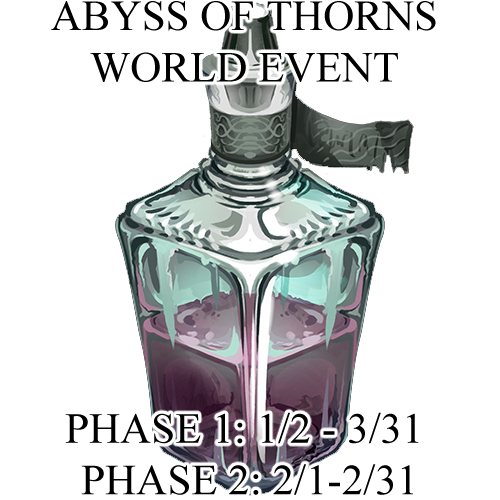 ABYSS OF THORNS
WORLD EVENT
PHASE 1: 1/2 - 3/31
PHASE 2: 2/1-2/31